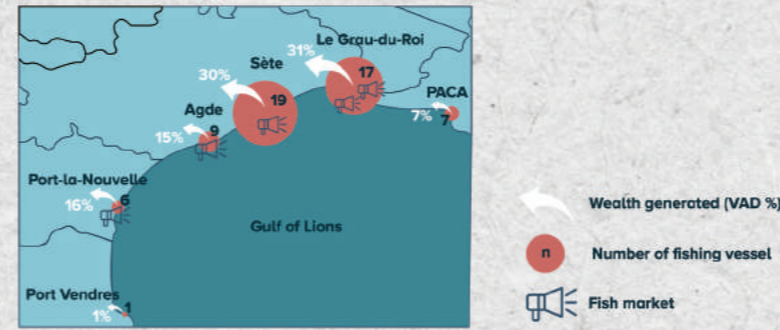 Le Grau-du-Roi
31%
17
Sète
30%
19
PACA
7%
7
Agde
9
15%
Port-la-Nouvelle
6
16%
Gulf of Lions
Port Vendres
1
1%
Wealth generated (VAD %)
n
Number of fishing vessel
Fish market